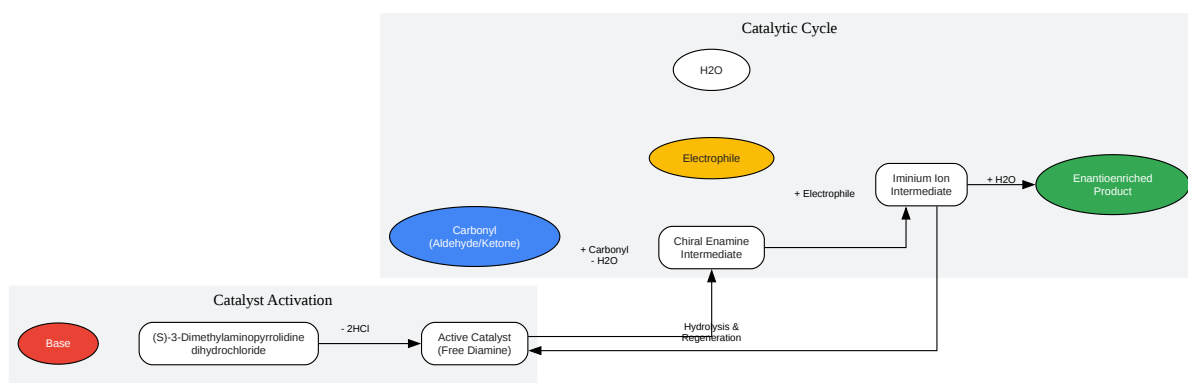 Catalytic Cycle
H2O
Electrophile
Iminium Ion
Intermediate
+ H2O
Enantioenriched
Product
+ Electrophile
Carbonyl
(Aldehyde/Ketone)
+ Carbonyl
- H2O
Chiral Enamine
Intermediate
Catalyst Activation
Base
(S)-3-Dimethylaminopyrrolidine
dihydrochloride
- 2HCl
Active Catalyst
(Free Diamine)
Hydrolysis &
Regeneration